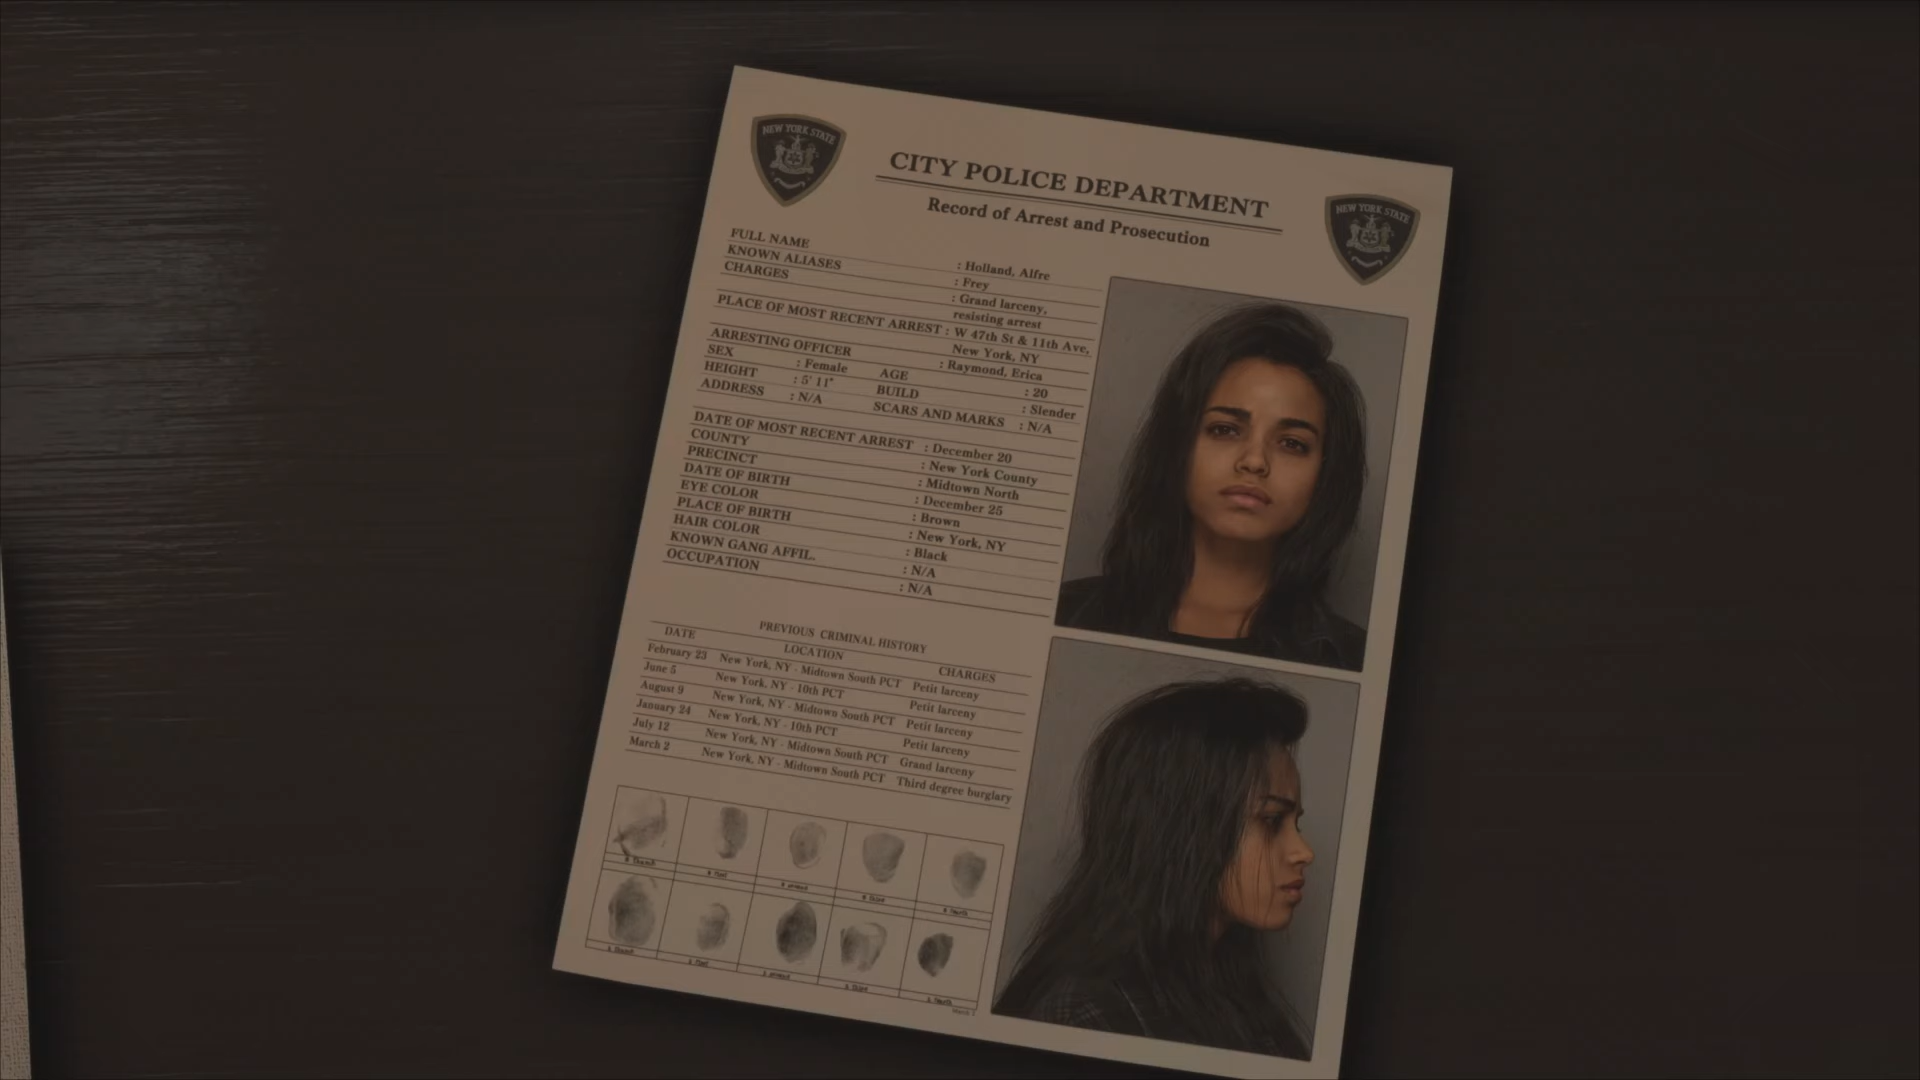 NEW YORK STATE
CITY POLICE DEPARTMENT
Record of Arrest and Prosecution
NEW YORK STATE
FULL NAME : Holland, Alfre
KNOWN ALIASES : Frey
CHARGES : Grand larceny,
resisting arrest
PLACE OF MOST RECENT ARREST : W 47th St & 11th Ave,
New York, NY
ARRESTING OFFICER : Raymond, Erica
SEX : Female AGE : 20
HEIGHT : 5' 11" BUILD : Slender
ADDRESS : N/A SCARS AND MARKS : N/A
DATE OF MOST RECENT ARREST : December 20
COUNTY : New York County
PRECINCT : Midtown North
DATE OF BIRTH : December 25
EYE COLOR : Brown
PLACE OF BIRTH : New York, NY
HAIR COLOR : Black
KNOWN GANG AFFIL. : N/A
OCCUPATION : N/A
PREVIOUS CRIMINAL HISTORY
DATE LOCATION CHARGES
February 23 New York, NY - Midtown South PCT Petit larceny
June 5 New York, NY - 10th PCT Petit larceny
August 9 New York, NY - Midtown South PCT Petit larceny
January 24 New York, NY - 10th PCT Petit larceny
July 12 New York, NY - Midtown South PCT Grand larceny
March 2 New York, NY - Midtown South PCT Third degree burglary